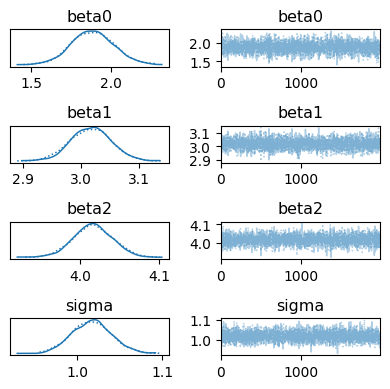 beta0 beta0
2.0
1.5
1.5 2.0 0 1000
beta1 beta1
3.1
3.0
2.9
2.9 3.0 3.1 0 1000
beta2 beta2
4.1
4.0
4.0 4.1 0 1000
sigma sigma
1.1
1.0
1.0 1.1 0 1000